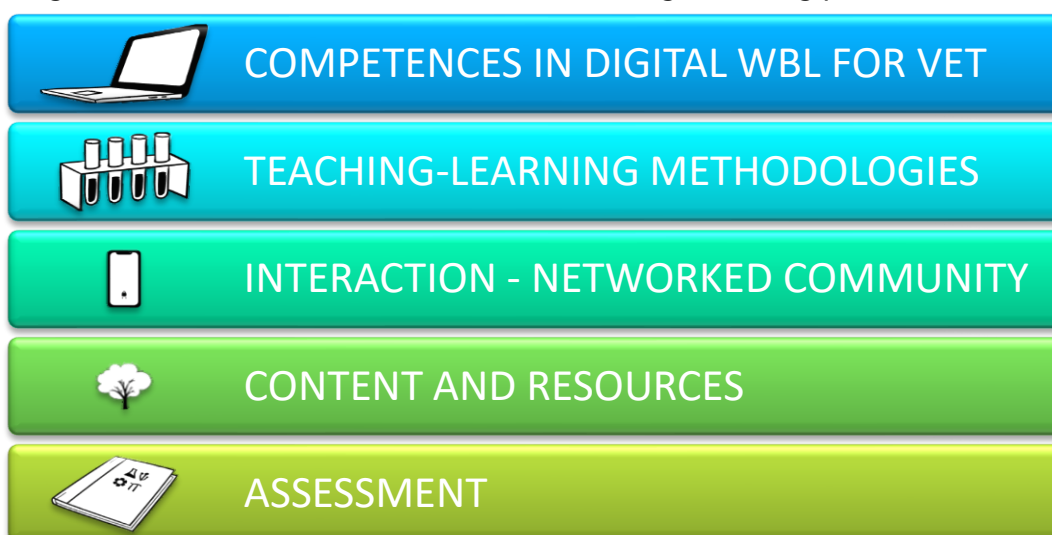 COMPETENCES IN DIGITAL WBL FOR VET
TEACHING-LEARNING METHODOLOGIES
INTERACTION - NETWORKED COMMUNITY
CONTENT AND RESOURCES
ASSESSMENT